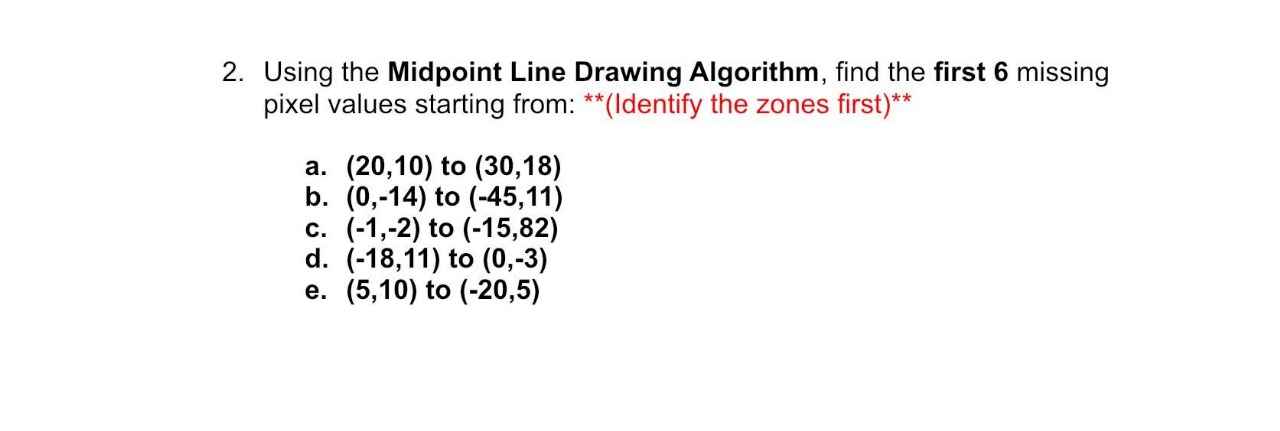 2. Using the Midpoint Line Drawing Algorithm, find the first 6 missing
pixel values starting from: **(Identify the zones first)**
a. (20,10) to (30,18)
b. (0,-14) to (-45,11)
c. (-1,-2) to (-15,82)
d. (-18,11) to (0,-3)
e. (5,10) to (-20,5)